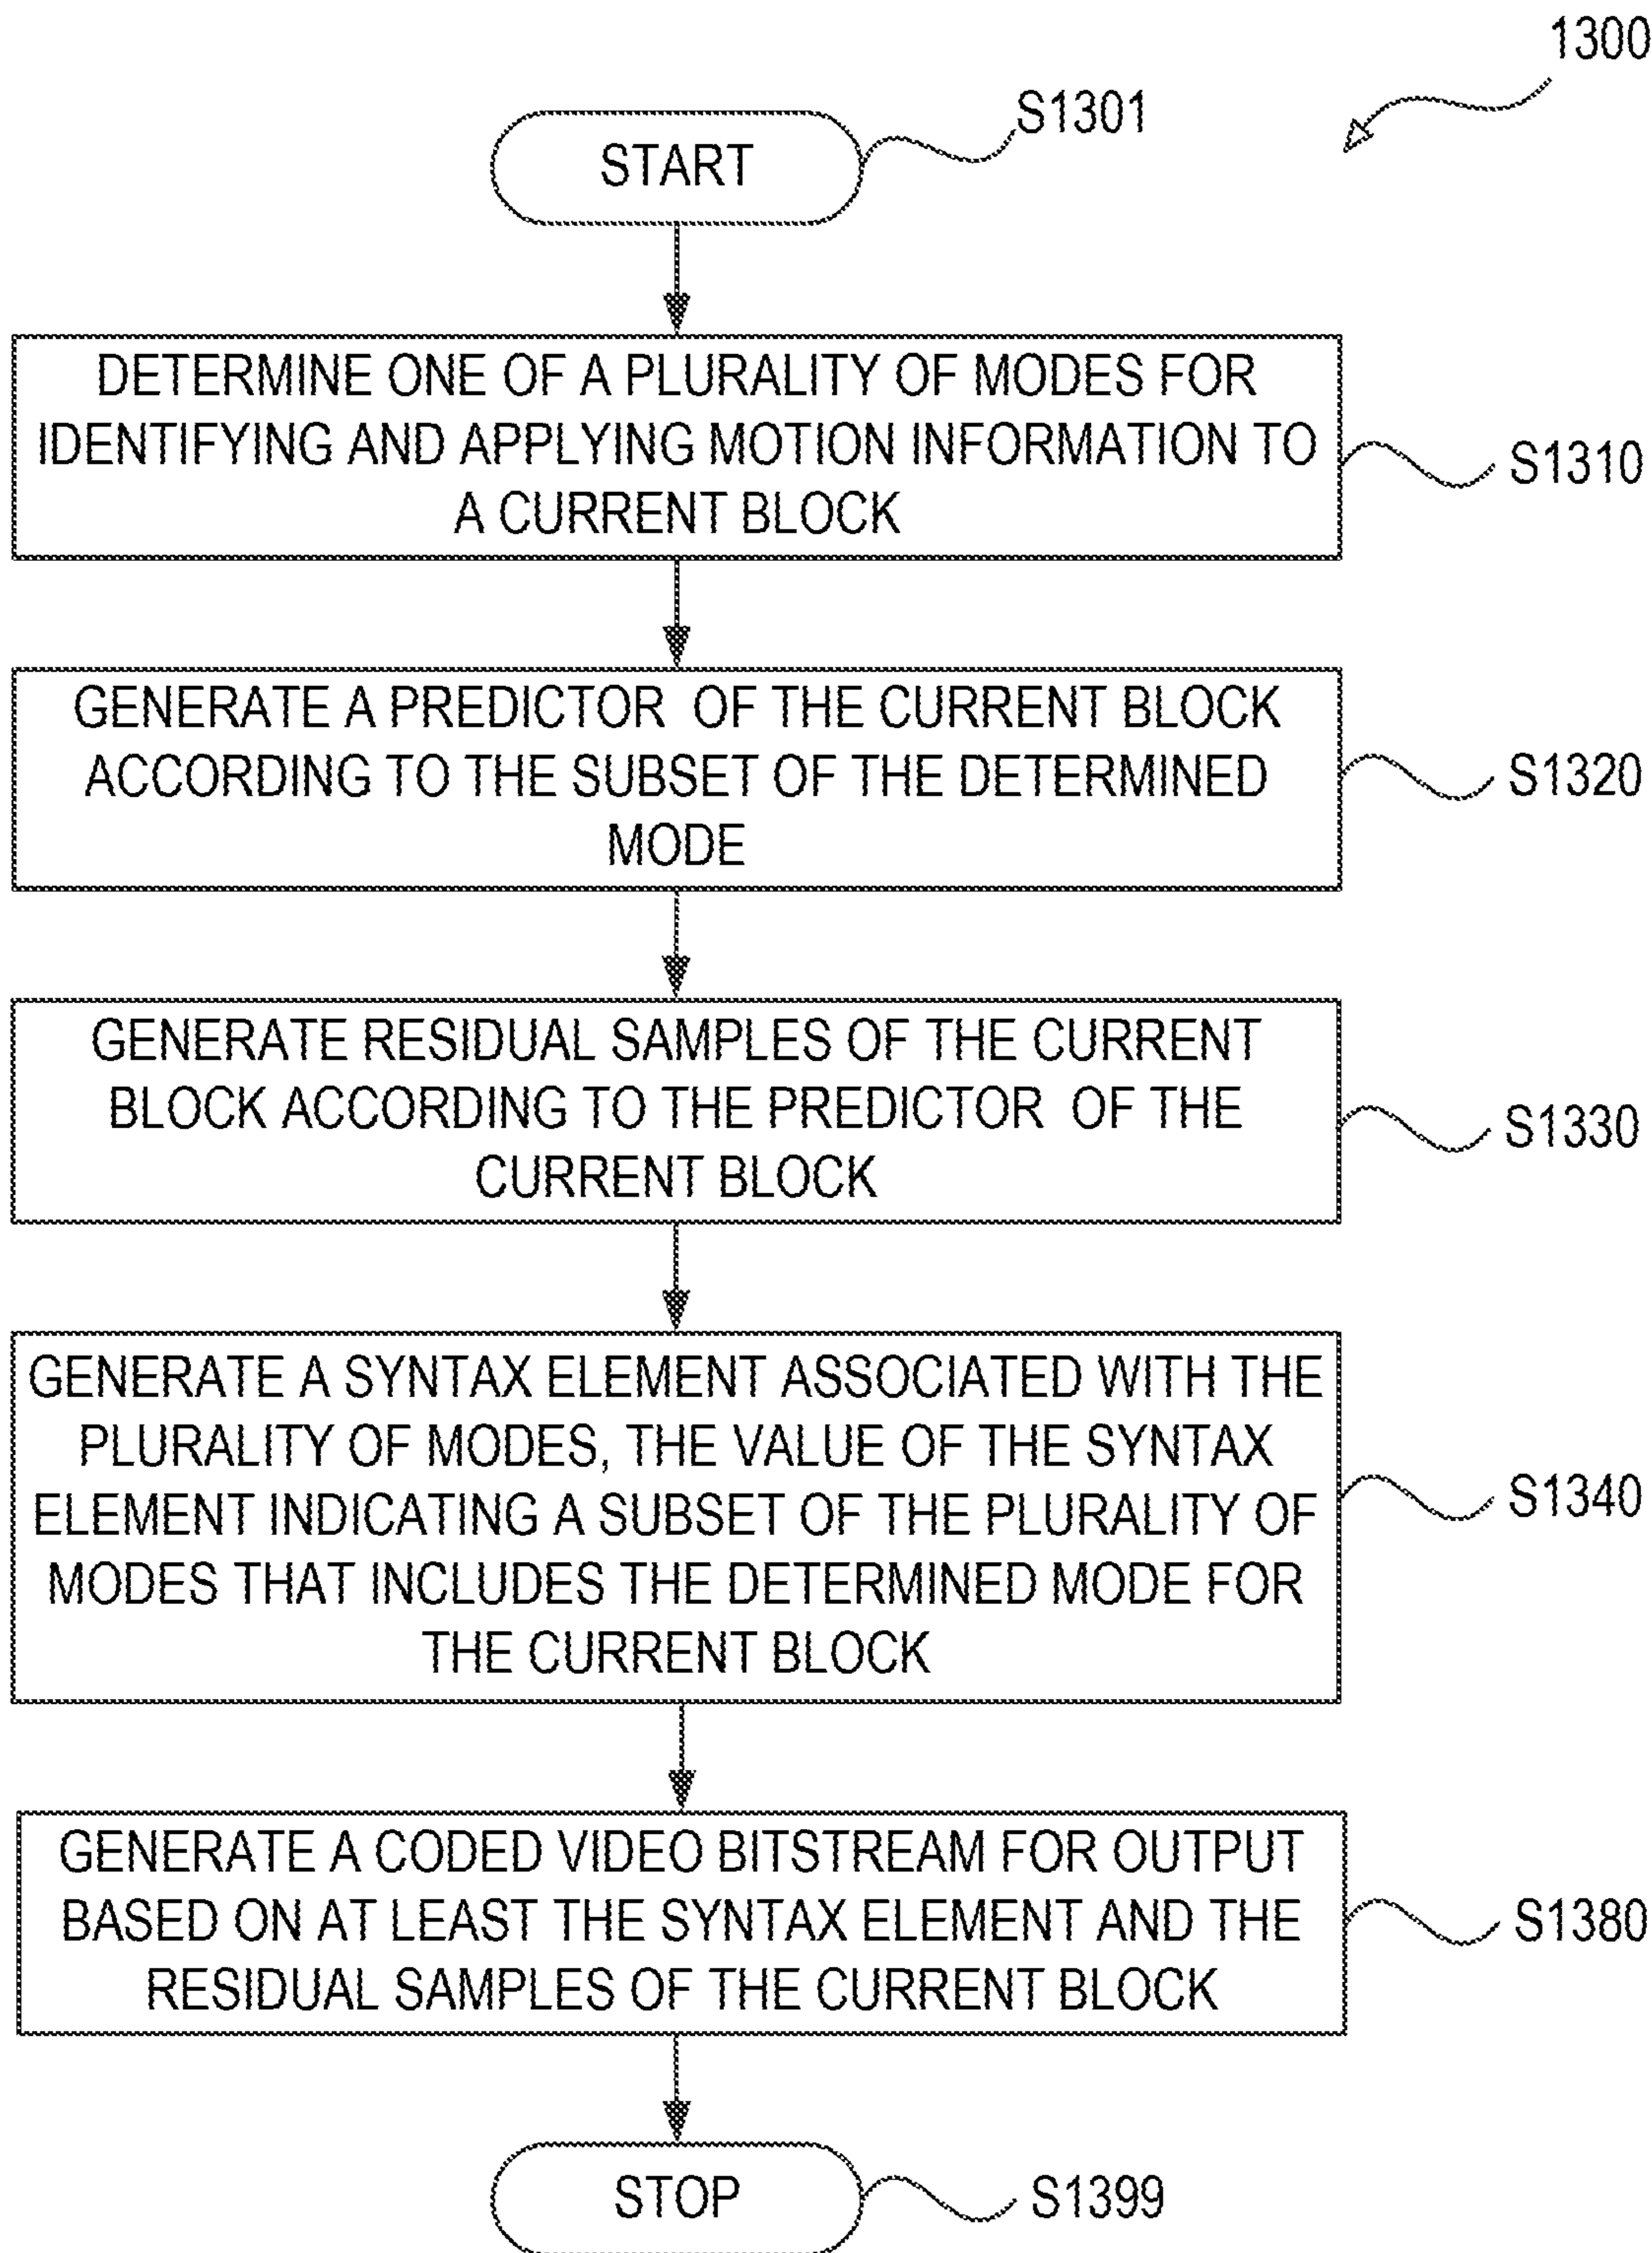 1300
S1301
START
DETERMINE ONE OF A PLURALITY OF MODES FOR
IDENTIFYING AND APPLYING MOTION INFORMATION TO
A CURRENT BLOCK
S1310
GENERATE A PREDICTOR OF THE CURRENT BLOCK
ACCORDING TO THE SUBSET OF THE DETERMINED
MODE
S1320
GENERATE RESIDUAL SAMPLES OF THE CURRENT
BLOCK ACCORDING TO THE PREDICTOR OF THE
CURRENT BLOCK
S1330
GENERATE A SYNTAX ELEMENT ASSOCIATED WITH THE
PLURALITY OF MODES, THE VALUE OF THE SYNTAX
ELEMENT INDICATING A SUBSET OF THE PLURALITY OF
MODES THAT INCLUDES THE DETERMINED MODE FOR
THE CURRENT BLOCK
S1340
GENERATE A CODED VIDEO BITSTREAM FOR OUTPUT
BASED ON AT LEAST THE SYNTAX ELEMENT AND THE
RESIDUAL SAMPLES OF THE CURRENT BLOCK
S1380
STOP
S1399